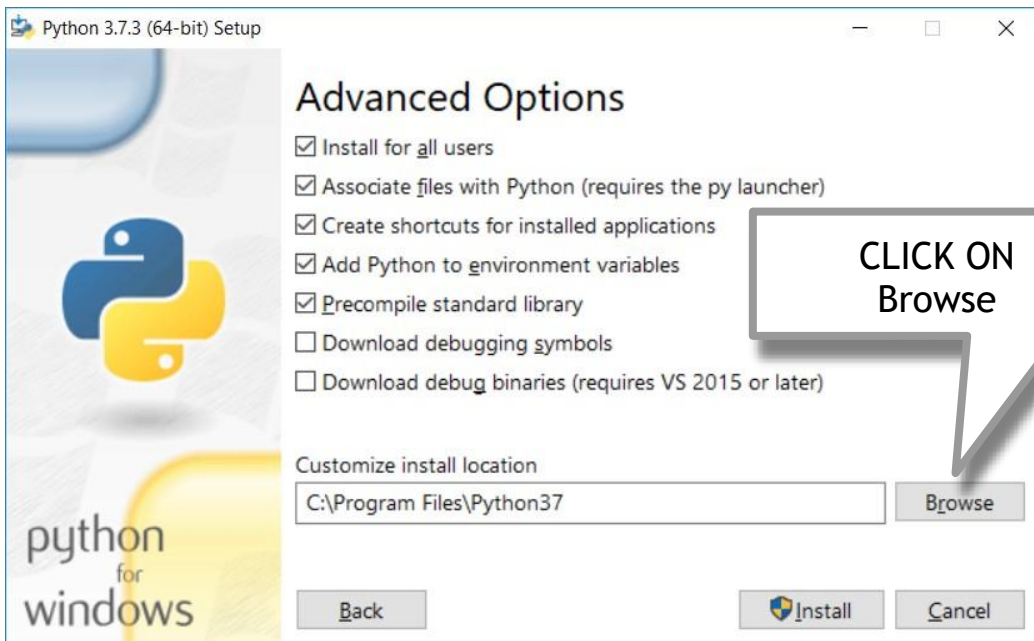 Python 3.7.3 (64-bit) Setup
Advanced Options
Install for all users
Associate files with Python (requires the py launcher)
Create shortcuts for installed applications
Add Python to environment variables
Precompile standard library
Download debugging symbols
Download debug binaries (requires VS 2015 or later)
CLICK ON
Browse
Customize install location
C:\Program Files\Python37
Browse
python
for
windows
Back
Install
Cancel